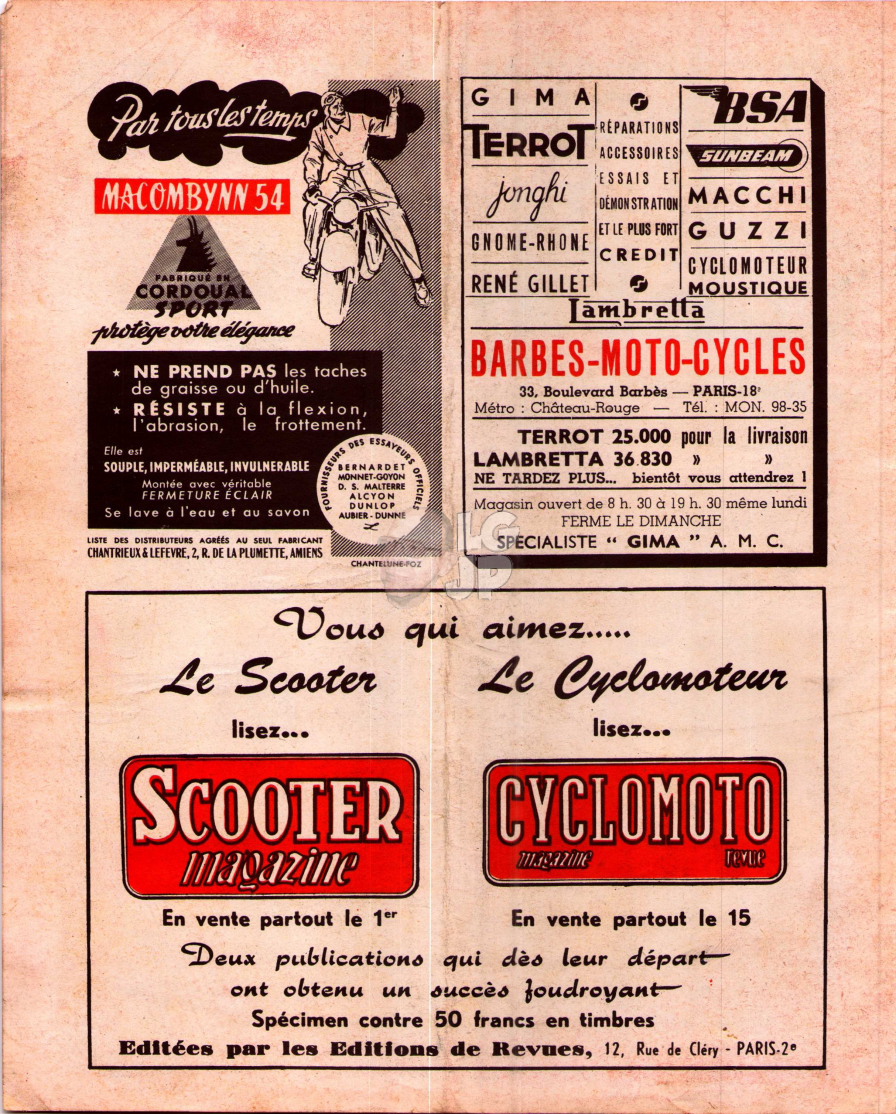 Par tous les temps
MACOMBYNN 54
FABRIQUÉ EN
CORDOUAL
SPORT
protège votre élégance
★ NE PREND PAS les taches
de graisse ou d'huile.
★ RÉSISTE à la flexion,
l'abrasion, le frottement.
Elle est
SOUPLE, IMPERMÉABLE, INVULNERABLE
Montée avec véritable
FERMETURE ÉCLAIR
Se lave à l'eau et au savon
FOURNISSEURS DES ESSAYEURS OFFICIELS
BERNARDET
MONNET-GOYON
D. S. MALTERRE
ALCYON
DUNLOP
AUBIER - DUNNE
LISTE DES DISTRIBUTEURS AGRÉÉS AU SEUL FABRICANT
CHANTRIEUX & LEFEVRE, 2, R. DE LA PLUMETTE, AMIENS
CHANTELUNE-FOZ
GIMA
TERROT
jonghi
GNOME-RHONE
RENÉ GILLET
RÉPARATIONS
ACCESSOIRES
ESSAIS ET
DÉMONSTRATION
ET LE PLUS FORT
CREDIT
BSA
SUNBEAM
MACCHI
GUZZI
CYCLOMOTEUR
MOUSTIQUE
Lambretta
BARBES-MOTO-CYCLES
33, Boulevard Barbès — PARIS-18e
Métro : Château-Rouge — Tél. : MON. 98-35
TERROT 25.000 pour la livraison
LAMBRETTA 36.830 » »
NE TARDEZ PLUS... bientôt vous attendrez !
Magasin ouvert de 8 h. 30 à 19 h. 30 même lundi
FERME LE DIMANCHE
SPÉCIALISTE " GIMA " A. M. C.
LG
JP
Vous qui aimez.....
Le Scooter
lisez...
SCOOTER
magazine
En vente partout le 1er
Le Cyclomoteur
lisez...
CYCLOMOTO
magazine revue
En vente partout le 15
Deux publications qui dès leur départ
ont obtenu un succès foudroyant
Spécimen contre 50 francs en timbres
Editées par les Editions de Revues, 12, Rue de Cléry - PARIS-2e